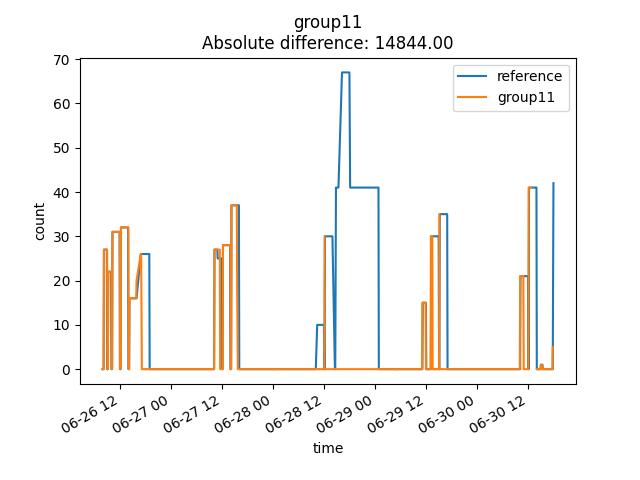 group11
Absolute difference: 14844.00
reference
group11
70
60
50
40
30
20
10
0
count
06-26 12
06-27 00
06-27 12
06-28 00
06-28 12
06-29 00
06-29 12
06-30 00
06-30 12
time